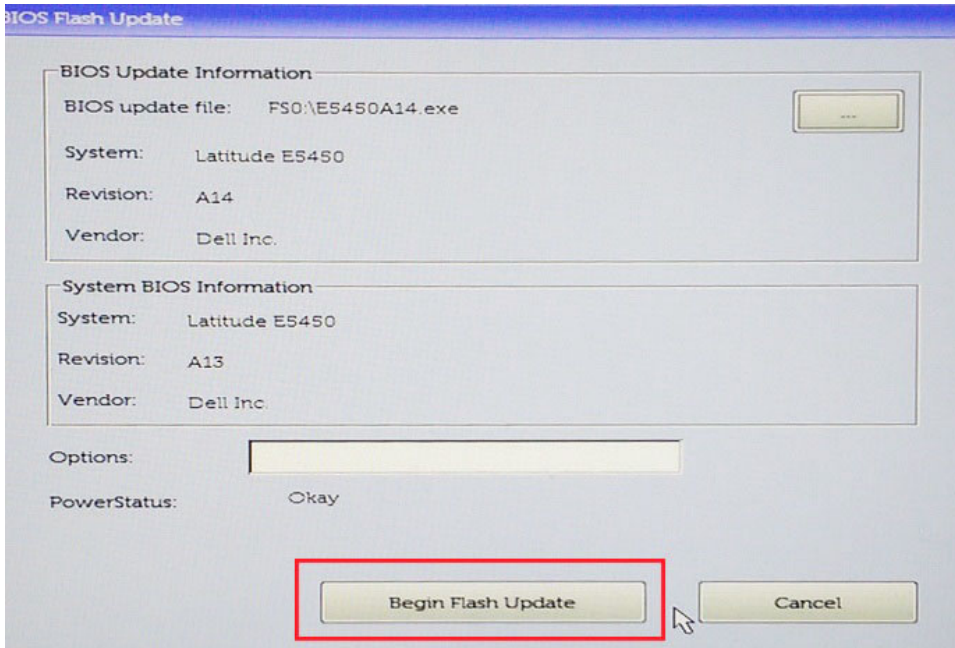 BIOS Flash Update
BIOS Update Information
BIOS update file: FS0:\E5450A14.exe
...
System: Latitude E5450
Revision: A14
Vendor: Dell Inc.
System BIOS Information
System: Latitude E5450
Revision: A13
Vendor: Dell Inc.
Options:
PowerStatus: Okay
Begin Flash Update
Cancel